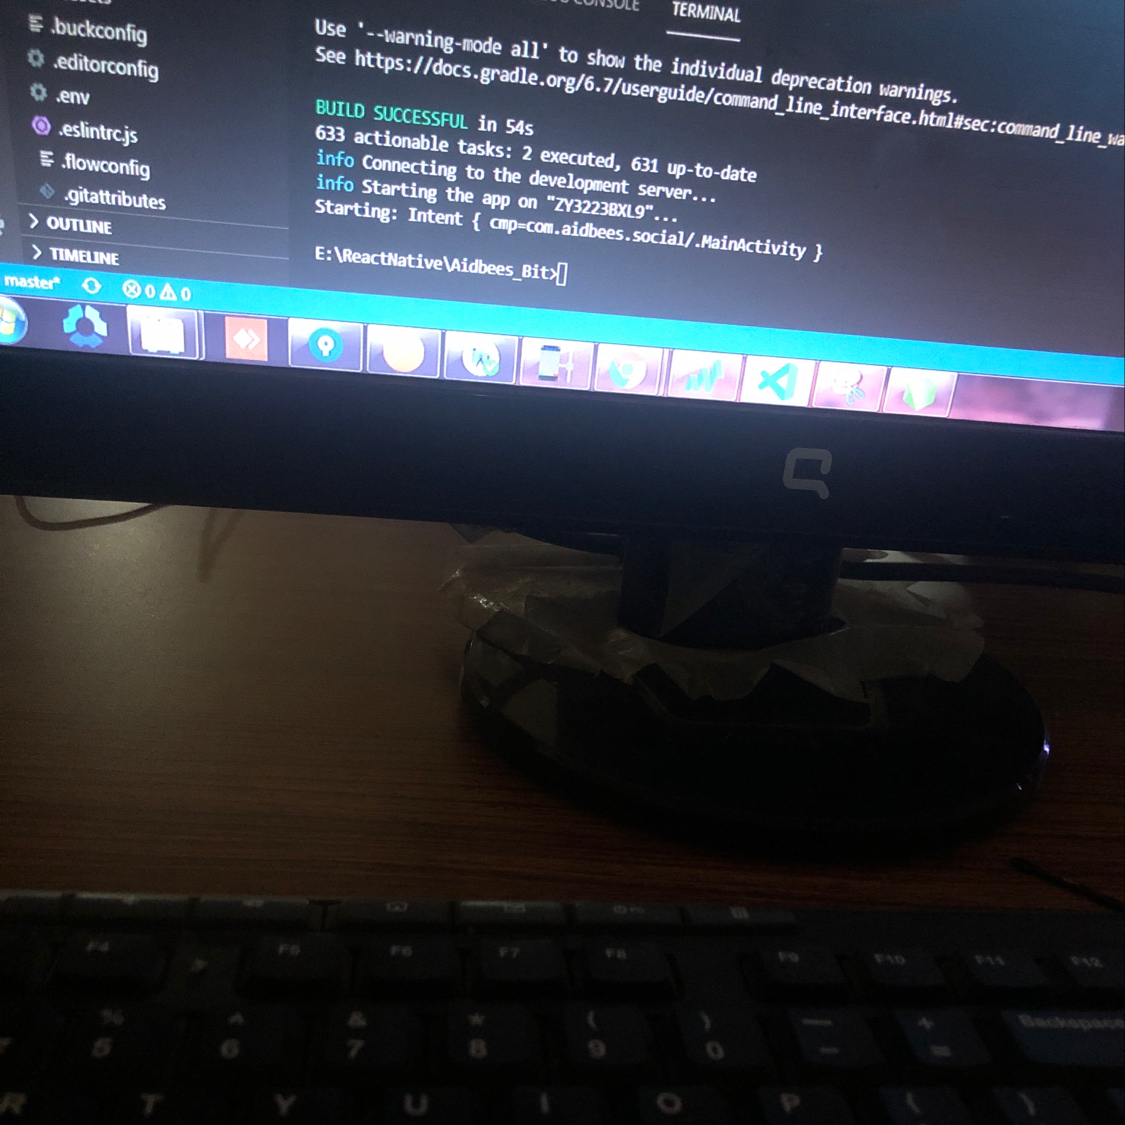 CONSOLE
TERMINAL
.buckconfig
.editorconfig
.env
.eslintrc.js
.flowconfig
.gitattributes
OUTLINE
TIMELINE
Use '--warning-mode all' to show the individual deprecation warnings.
See https://docs.gradle.org/6.7/userguide/command_line_interface.html#sec:command_line_wa
BUILD SUCCESSFUL in 54s
633 actionable tasks: 2 executed, 631 up-to-date
info Connecting to the development server...
info Starting the app on "ZY3223BXL9"...
Starting: Intent { cmp=com.aidbees.social/.MainActivity }
E:\ReactNative\Aidbees_Bit>
master* 0 0
F4 F5 F6 F7 F8 F9 F10 F11 F12
% ^ & * ( ) — +
5 6 7 8 9 0 - = Backspace
R T Y U I O P { }